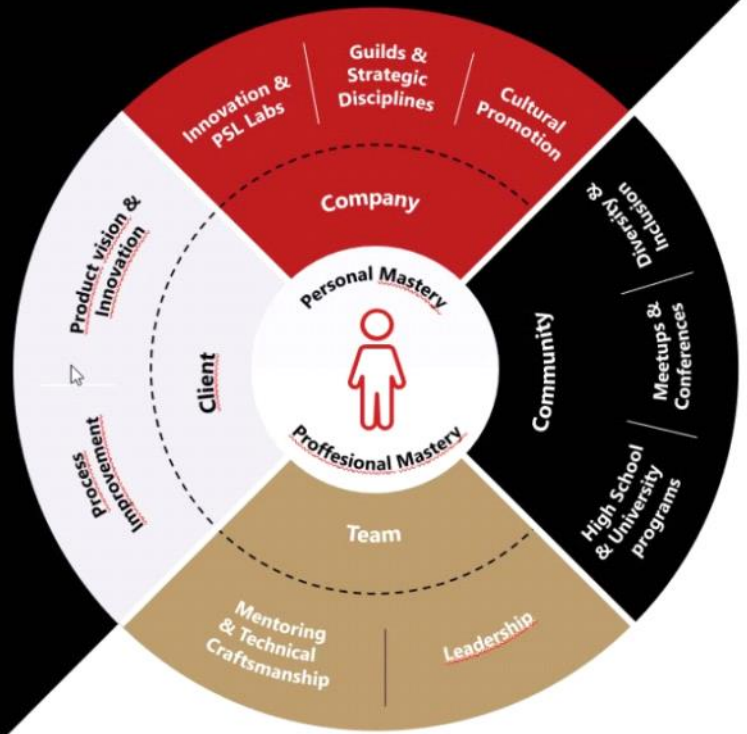 Innovation &
PSL Labs
Guilds &
Strategic
Disciplines
Cultural
Promotion
Company
Diversity &
Inclusion
Meetups &
Conferences
High School
& University
programs
Community
Personal Mastery
Proffesional Mastery
Product vision &
Innovation
Process
Improvement
Client
Team
Mentoring
& Technical
Craftsmanship
Leadership